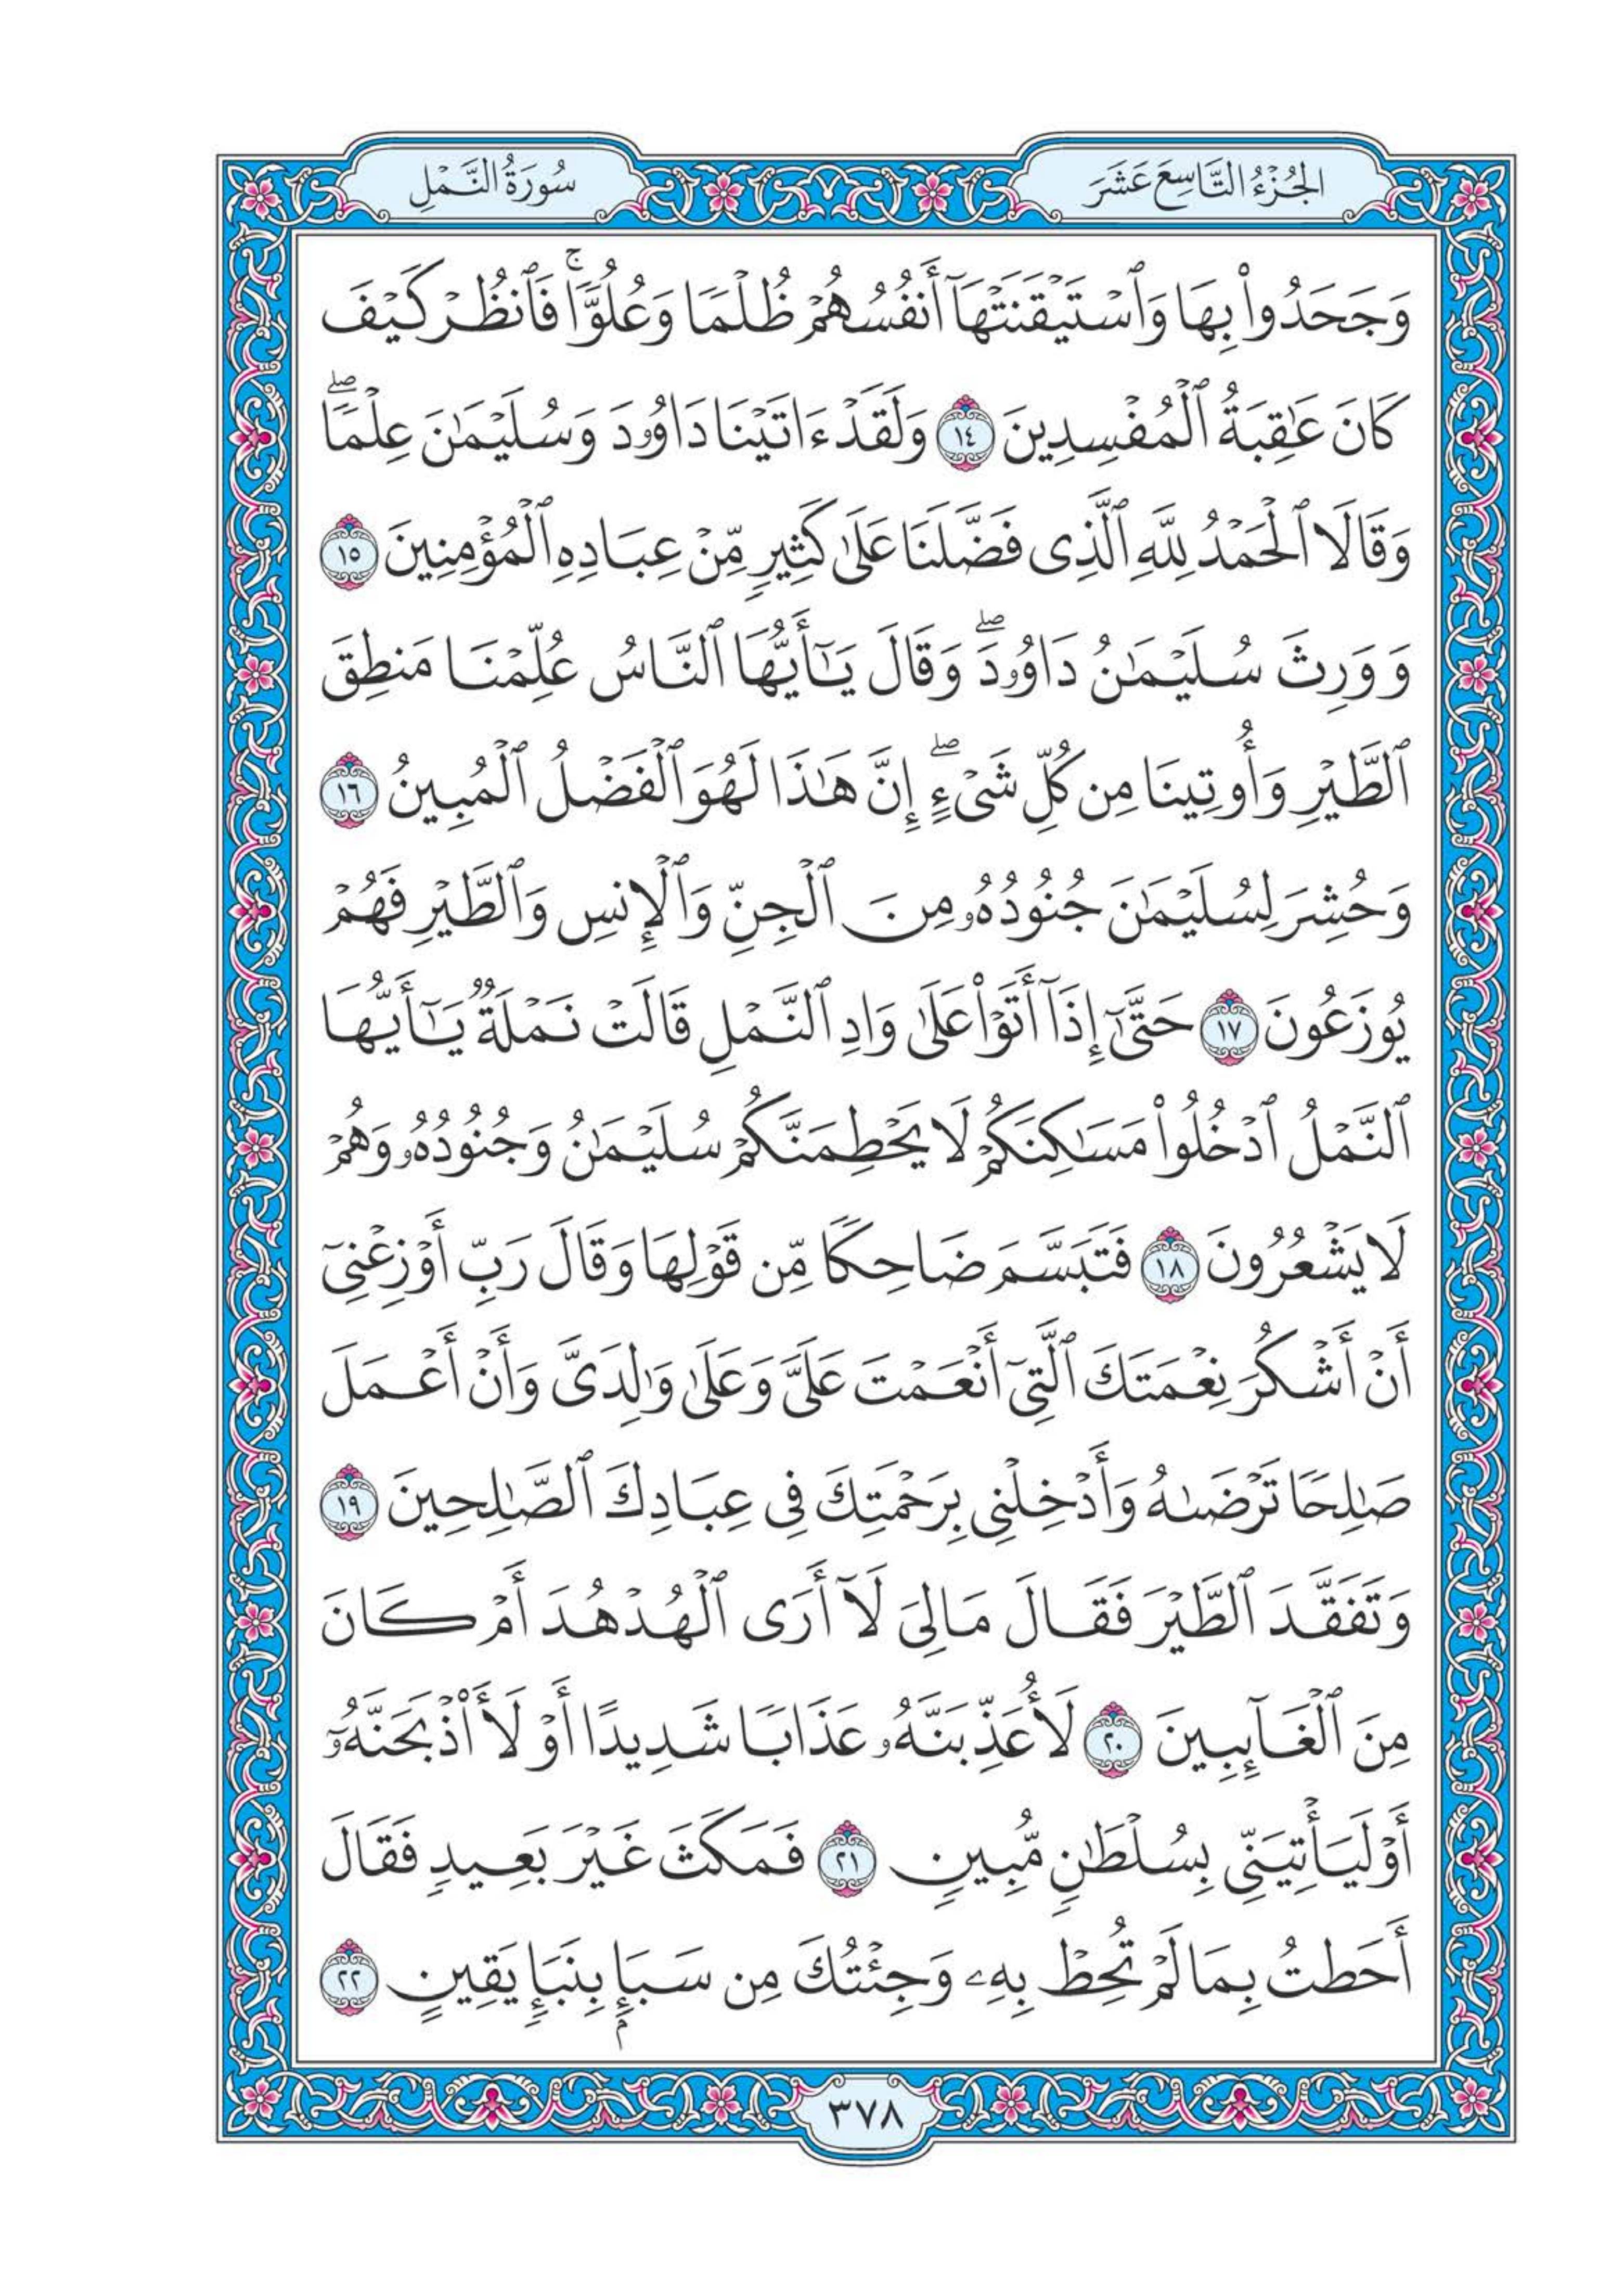 الجُزْءُ التَّاسِعَ عَشَرَ
سُورَةُ النَّمْلِ
وَجَحَدُوا۟ بِهَا وَٱسْتَيْقَنَتْهَآ أَنفُسُهُمْ ظُلْمًا وَعُلُوًّا ۚ فَٱنظُرْ كَيْفَ
كَانَ عَٰقِبَةُ ٱلْمُفْسِدِينَ ١٤ وَلَقَدْ ءَاتَيْنَا دَاوُۥدَ وَسُلَيْمَٰنَ عِلْمًا ۖ
وَقَالَا ٱلْحَمْدُ لِلَّهِ ٱلَّذِى فَضَّلَنَا عَلَىٰ كَثِيرٍ مِّنْ عِبَادِهِ ٱلْمُؤْمِنِينَ ١٥
وَوَرِثَ سُلَيْمَٰنُ دَاوُۥدَ ۖ وَقَالَ يَٰٓأَيُّهَا ٱلنَّاسُ عُلِّمْنَا مَنطِقَ
ٱلطَّيْرِ وَأُوتِينَا مِن كُلِّ شَىْءٍ ۖ إِنَّ هَٰذَا لَهُوَ ٱلْفَضْلُ ٱلْمُبِينُ ١٦
وَحُشِرَ لِسُلَيْمَٰنَ جُنُودُهُۥ مِنَ ٱلْجِنِّ وَٱلْإِنسِ وَٱلطَّيْرِ فَهُمْ
يُوزَعُونَ ١٧ حَتَّىٰٓ إِذَآ أَتَوْا۟ عَلَىٰ وَادِ ٱلنَّمْلِ قَالَتْ نَمْلَةٌ يَٰٓأَيُّهَا
ٱلنَّمْلُ ٱدْخُلُوا۟ مَسَٰكِنَكُمْ لَا يَحْطِمَنَّكُمْ سُلَيْمَٰنُ وَجُنُودُهُۥ وَهُمْ
لَا يَشْعُرُونَ ١٨ فَتَبَسَّمَ ضَاحِكًا مِّن قَوْلِهَا وَقَالَ رَبِّ أَوْزِعْنِىٓ
أَنْ أَشْكُرَ نِعْمَتَكَ ٱلَّتِىٓ أَنْعَمْتَ عَلَىَّ وَعَلَىٰ وَٰلِدَىَّ وَأَنْ أَعْمَلَ
صَٰلِحًا تَرْضَىٰهُ وَأَدْخِلْنِى بِرَحْمَتِكَ فِى عِبَادِكَ ٱلصَّٰلِحِينَ ١٩
وَتَفَقَّدَ ٱلطَّيْرَ فَقَالَ مَالِىَ لَآ أَرَى ٱلْهُدْهُدَ أَمْ كَانَ
مِنَ ٱلْغَآئِبِينَ ٢٠ لَأُعَذِّبَنَّهُۥ عَذَابًا شَدِيدًا أَوْ لَأَا۟ذْبَحَنَّهُۥٓ
أَوْ لَيَأْتِيَنِّى بِسُلْطَٰنٍ مُّبِينٍ ٢١ فَمَكَثَ غَيْرَ بَعِيدٍ فَقَالَ
أَحَطتُ بِمَا لَمْ تُحِطْ بِهِۦ وَجِئْتُكَ مِن سَبَإٍۭ بِنَبَإٍ يَقِينٍ ٢٢
٣٧٨